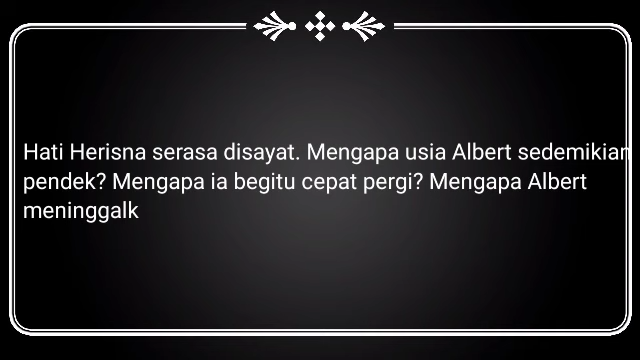 Hati Herisna serasa disayat. Mengapa usia Albert sedemikian
pendek? Mengapa ia begitu cepat pergi? Mengapa Albert
meninggalk